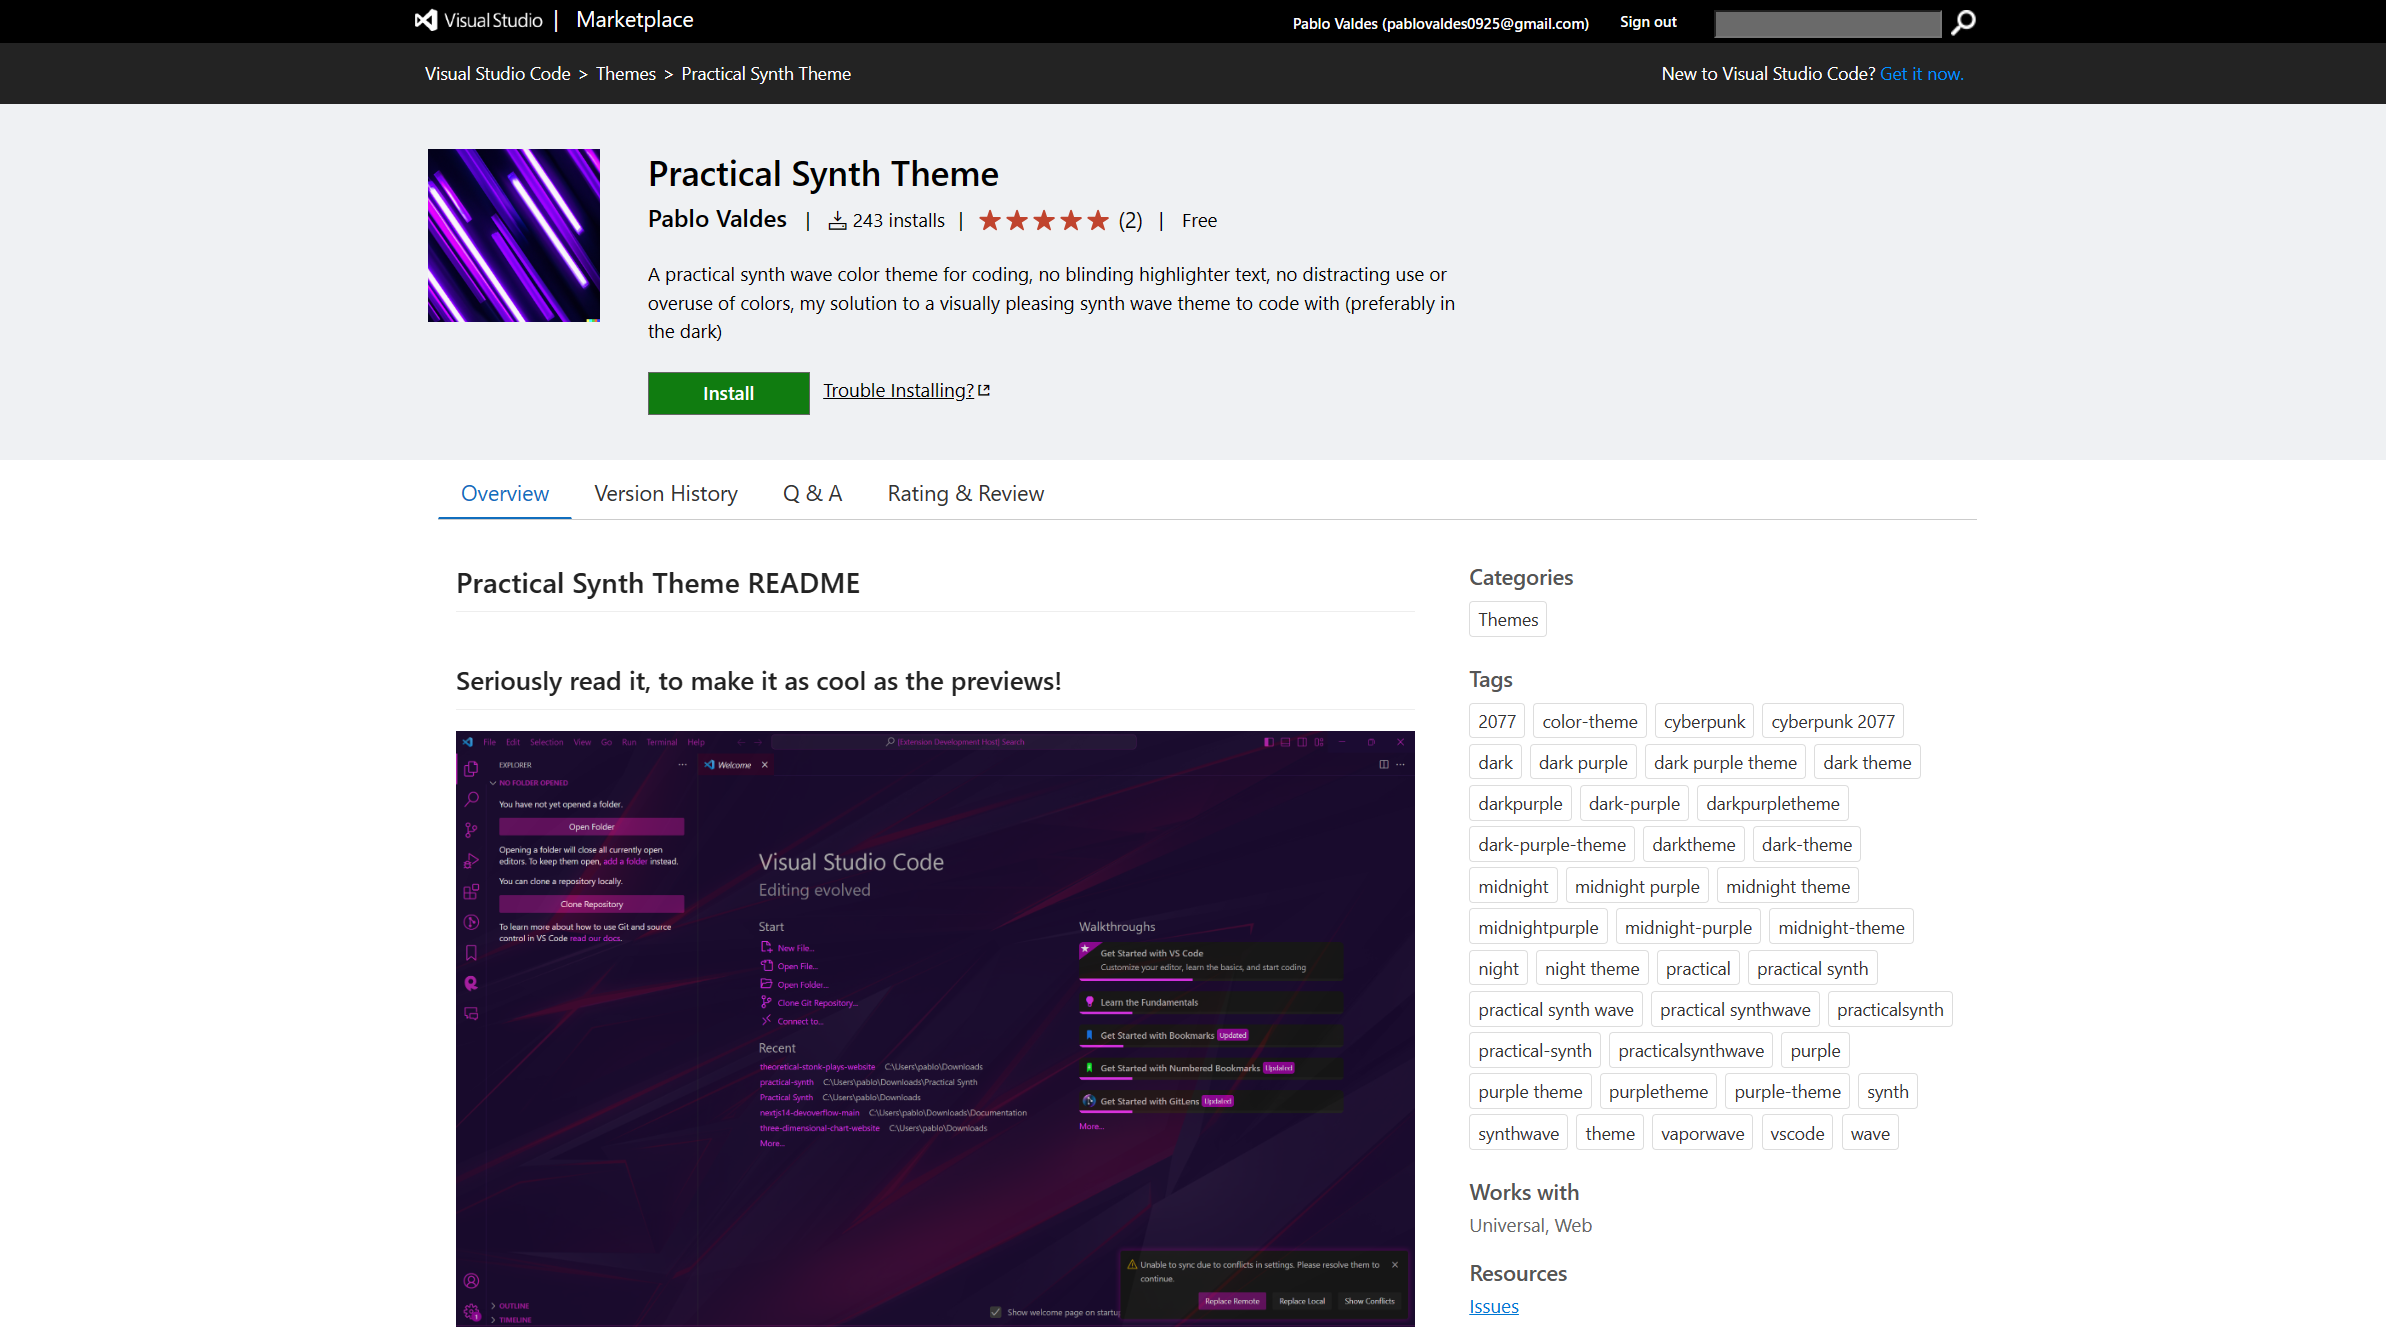 Visual Studio | Marketplace
Pablo Valdes (pablovaldes0925@gmail.com) Sign out
Visual Studio Code > Themes > Practical Synth Theme
New to Visual Studio Code? Get it now.
Practical Synth Theme
Pablo Valdes | 243 installs | (2) | Free
A practical synth wave color theme for coding, no blinding highlighter text, no distracting use or
overuse of colors, my solution to a visually pleasing synth wave theme to code with (preferably in
the dark)
Install Trouble Installing?
Overview Version History Q & A Rating & Review
Practical Synth Theme README
Seriously read it, to make it as cool as the previews!
File Edit Selection View Go Run Terminal Help
[Extension Development Host] Search
EXPLORER
NO FOLDER OPENED
You have not yet opened a folder.
Open Folder
Opening a folder will close all currently open
editors. To keep them open, add a folder instead.
You can clone a repository locally.
Clone Repository
To learn more about how to use Git and source
control in VS Code read our docs.
OUTLINE
TIMELINE
Welcome
Visual Studio Code
Editing evolved
Start
New File...
Open File...
Open Folder...
Clone Git Repository...
Connect to...
Recent
theoretical-stonk-plays-website C:\Users\pablo\Downloads
practical-synth C:\Users\pablo\Downloads\Practical Synth
Practical Synth C:\Users\pablo\Downloads
nextjs14-devoverflow-main C:\Users\pablo\Downloads\Documentation
three-dimensional-chart-website C:\Users\pablo\Downloads
More...
Walkthroughs
Get Started with VS Code
Customize your editor, learn the basics, and start coding
Learn the Fundamentals
Get Started with Bookmarks Updated
Get Started with Numbered Bookmarks Updated
Get Started with GitLens Updated
More...
Show welcome page on startu
Unable to sync due to conflicts in settings. Please resolve them to
continue.
Replace Remote Replace Local Show Conflicts
1
Categories
Themes
Tags
2077 color-theme cyberpunk cyberpunk 2077
dark dark purple dark purple theme dark theme
darkpurple dark-purple darkpurpletheme
dark-purple-theme darktheme dark-theme
midnight midnight purple midnight theme
midnightpurple midnight-purple midnight-theme
night night theme practical practical synth
practical synth wave practical synthwave practicalsynth
practical-synth practicalsynthwave purple
purple theme purpletheme purple-theme synth
synthwave theme vaporwave vscode wave
Works with
Universal, Web
Resources
Issues